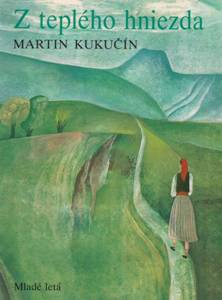 Z teplého hniezda
MARTIN KUKUČÍN
Mladé letá